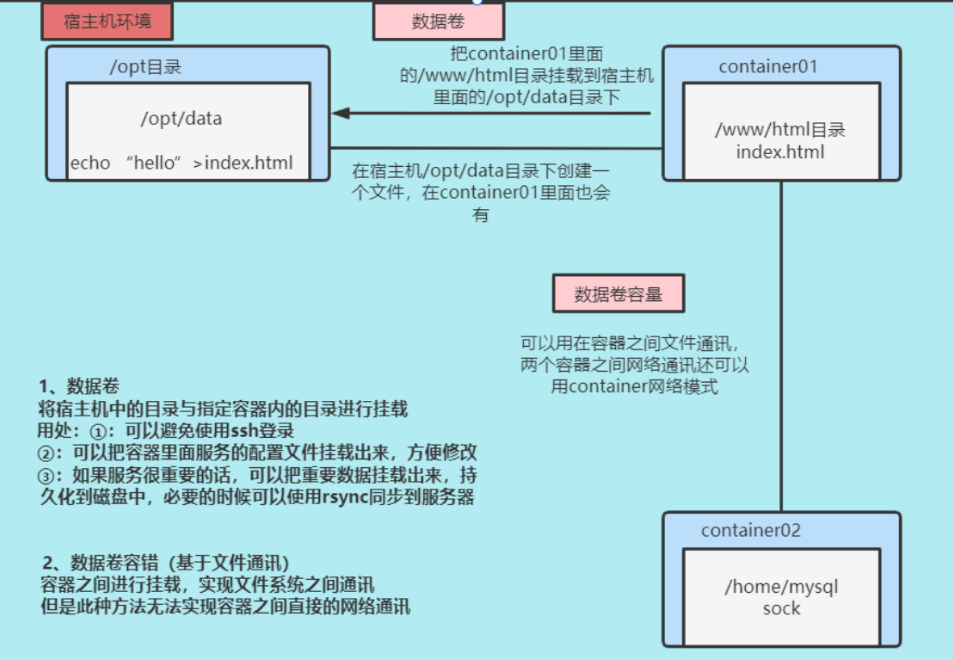 宿主机环境
数据卷
/opt目录
/opt/data
echo “hello” >index.html
把container01里面
的/www/html目录挂载到宿主机
里面的/opt/data目录下
在宿主机/opt/data目录下创建一
个文件，在container01里面也会
有
container01
/www/html目录
index.html
数据卷容量
可以用在容器之间文件通讯，
两个容器之间网络通讯还可以
用container网络模式
1、数据卷
将宿主机中的目录与指定容器内的目录进行挂载
用处：①：可以避免使用ssh登录
②：可以把容器里面服务的配置文件挂载出来，方便修改
③：如果服务很重要的话，可以把重要数据挂载出来，持
久化到磁盘中，必要的时候可以使用rsync同步到服务器
2、数据卷容错（基于文件通讯）
容器之间进行挂载，实现文件系统之间通讯
但是此种方法无法实现容器之间直接的网络通讯
container02
/home/mysql
sock